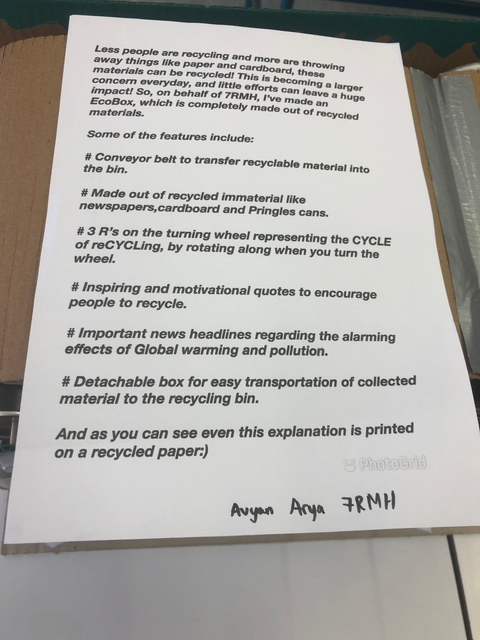 Less people are recycling and more are throwing
away things like paper and cardboard, these
materials can be recycled! This is becoming a larger
concern everyday, and little efforts can leave a huge
impact! So, on behalf of 7RMH, I've made an
EcoBox, which is completely made out of recycled
materials.
Some of the features include:
# Conveyor belt to transfer recyclable material into
the bin.
# Made out of recycled immaterial like
newspapers,cardboard and Pringles cans.
# 3 R's on the turning wheel representing the CYCLE
of reCYCLing, by rotating along when you turn the
wheel.
# Inspiring and motivational quotes to encourage
people to recycle.
# Important news headlines regarding the alarming
effects of Global warming and pollution.
# Detachable box for easy transportation of collected
material to the recycling bin.
And as you can see even this explanation is printed
on a recycled paper:)
PhotoGrid
Avyan Arya 7RMH